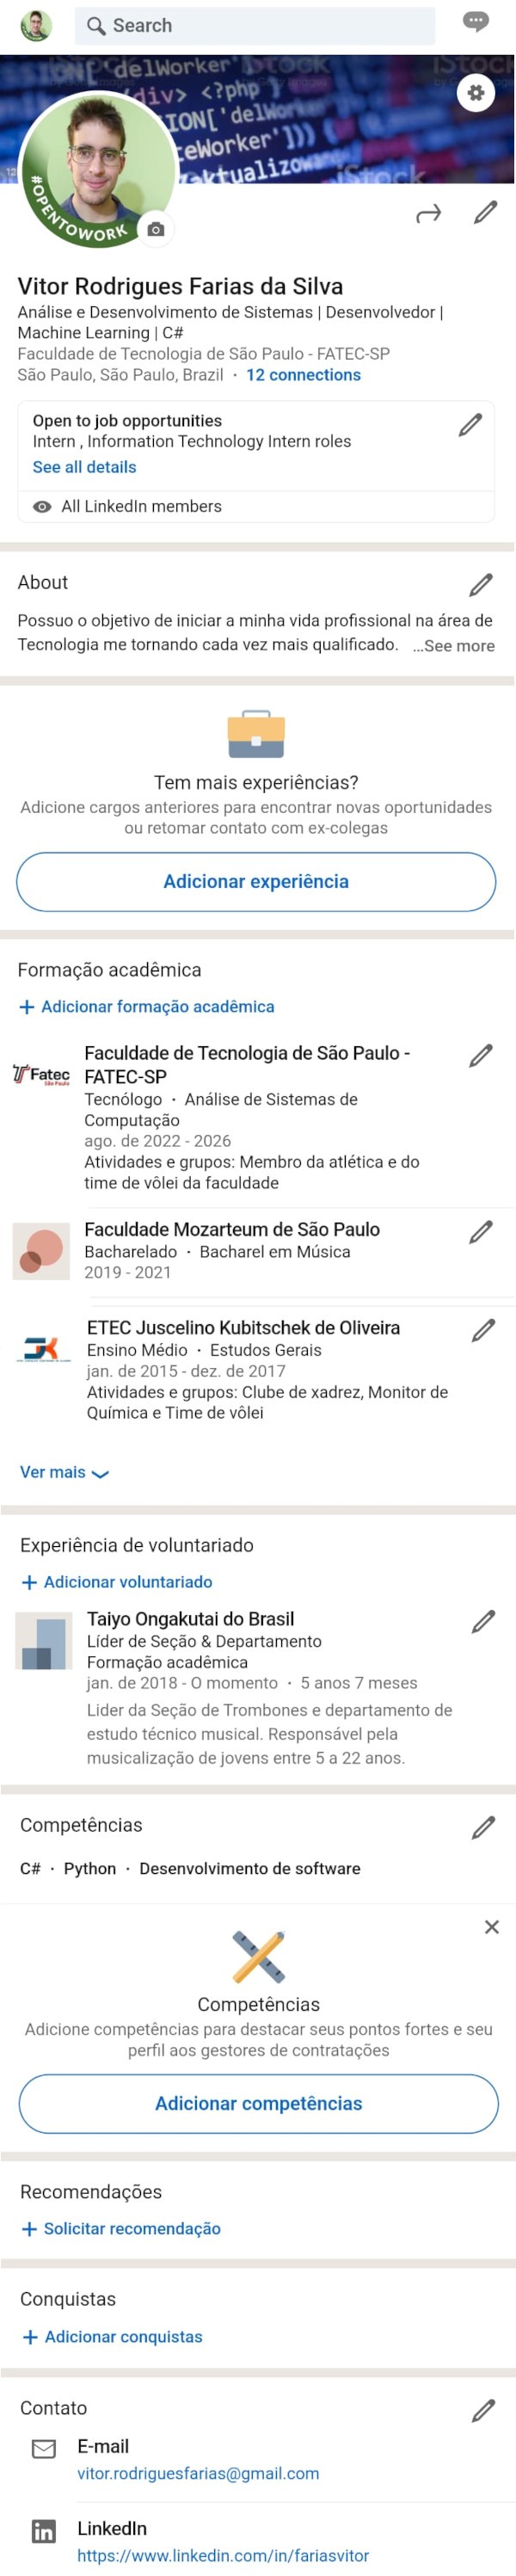 Search
iStock
delWorker
iStock
div> <?php
ION['delWo
eWorker']))
ktualizow
iStock
#OPENTOWORK
Vitor Rodrigues Farias da Silva
Análise e Desenvolvimento de Sistemas | Desenvolvedor |
Machine Learning | C#
Faculdade de Tecnologia de São Paulo - FATEC-SP
São Paulo, São Paulo, Brazil · 12 connections
Open to job opportunities
Intern , Information Technology Intern roles
See all details
All LinkedIn members
About
Possuo o objetivo de iniciar a minha vida profissional na área de
Tecnologia me tornando cada vez mais qualificado. ...See more
Tem mais experiências?
Adicione cargos anteriores para encontrar novas oportunidades
ou retomar contato com ex-colegas
Adicionar experiência
Formação acadêmica
+ Adicionar formação acadêmica
Faculdade de Tecnologia de São Paulo -
FATEC-SP
Fatec
São Paulo
Tecnólogo · Análise de Sistemas de
Computação
ago. de 2022 - 2026
Atividades e grupos: Membro da atlética e do
time de vôlei da faculdade
Faculdade Mozarteum de São Paulo
Bacharelado · Bacharel em Música
2019 - 2021
ETEC Juscelino Kubitschek de Oliveira
Ensino Médio · Estudos Gerais
jan. de 2015 - dez. de 2017
Atividades e grupos: Clube de xadrez, Monitor de
Química e Time de vôlei
Ver mais
Experiência de voluntariado
+ Adicionar voluntariado
Taiyo Ongakutai do Brasil
Líder de Seção & Departamento
Formação acadêmica
jan. de 2018 - O momento · 5 anos 7 meses
Lider da Seção de Trombones e departamento de
estudo técnico musical. Responsável pela
musicalização de jovens entre 5 a 22 anos.
Competências
C# · Python · Desenvolvimento de software
Competências
Adicione competências para destacar seus pontos fortes e seu
perfil aos gestores de contratações
Adicionar competências
Recomendações
+ Solicitar recomendação
Conquistas
+ Adicionar conquistas
Contato
E-mail
vitor.rodriguesfarias@gmail.com
LinkedIn
https://www.linkedin.com/in/fariasvitor